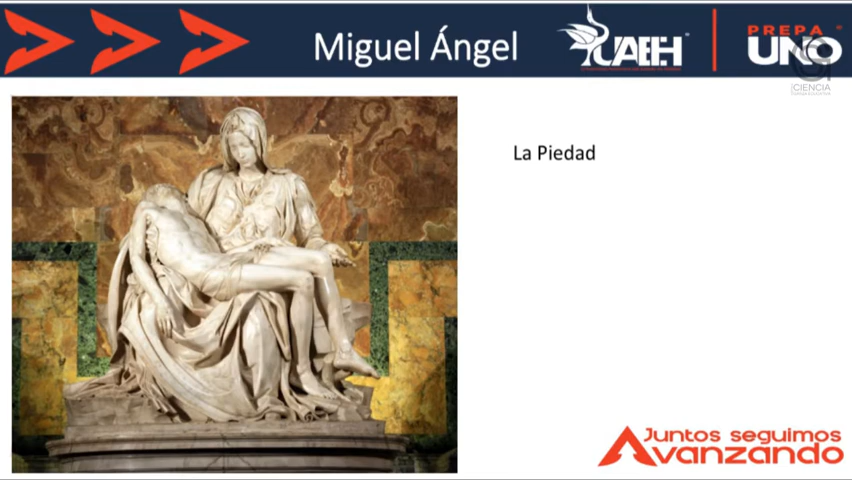 Miguel Ángel
UAEH
PREPA
UNO
CIENCIA
La Piedad
Juntos seguimos
Avanzando